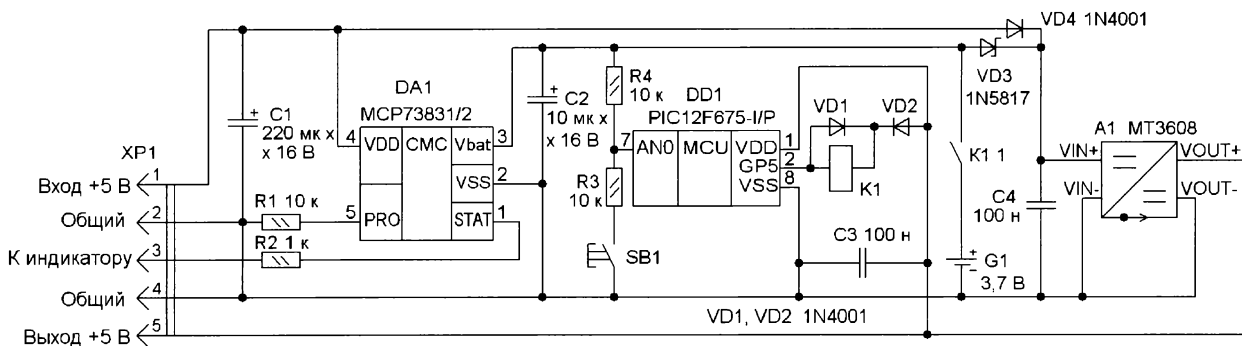 VD4 1N4001
VD3
1N5817
DA1
MCP73831/2
C1
220 мк х
х 16 В
4
VDD
CMC
Vbat
3
VSS
2
5
PRO
STAT
1
C2
10 мк х
х 16 В
R4
10 к
R3
10 к
SB1
DD1
PIC12F675-I/P
7
AN0
MCU
VDD
1
GP5
2
VSS
8
VD1
VD2
K1
K1 1
A1 MT3608
VIN+
VOUT+
VIN-
VOUT-
C4
100 н
C3 100 н
G1
3,7 В
VD1, VD2 1N4001
XP1
Вход +5 В
1
Общий
2
R1 10 к
К индикатору
3
R2 1 к
Общий
4
Выход +5 В
5